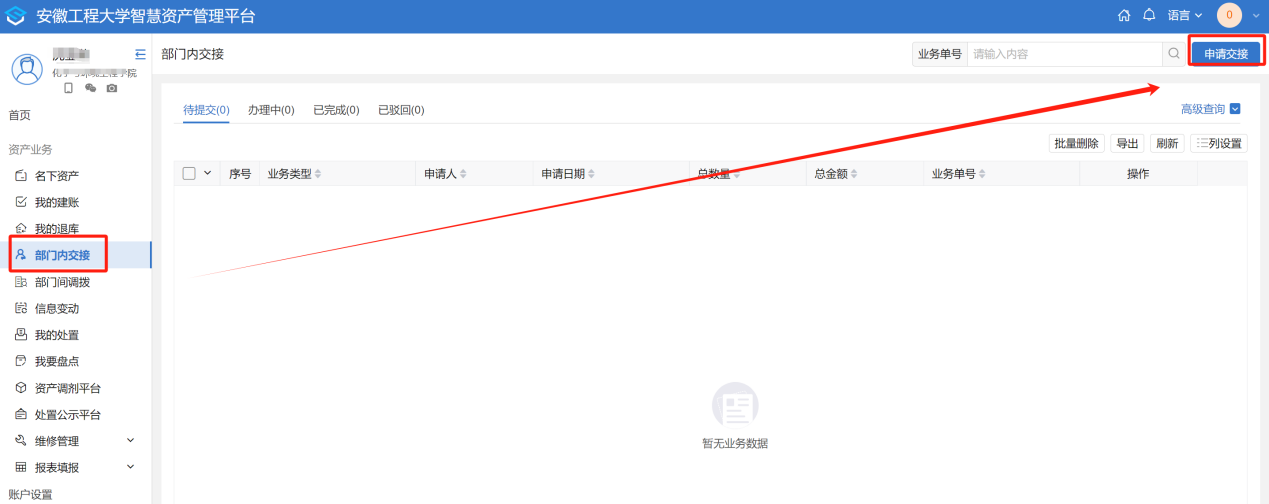 安徽工程大学智慧资产管理平台
语言
0
部门内交接
业务单号
请输入内容
申请交接
首页
资产业务
名下资产
我的建账
我的退库
部门内交接
部门间调拨
信息变动
我的处置
我要盘点
资产调剂平台
处置公示平台
维修管理
报表填报
账户设置
待提交(0) 办理中(0) 已完成(0) 已驳回(0)
高级查询
批量删除 导出 刷新 列设置
序号 业务类型 申请人 申请日期 总数量 总金额 业务单号 操作
暂无业务数据